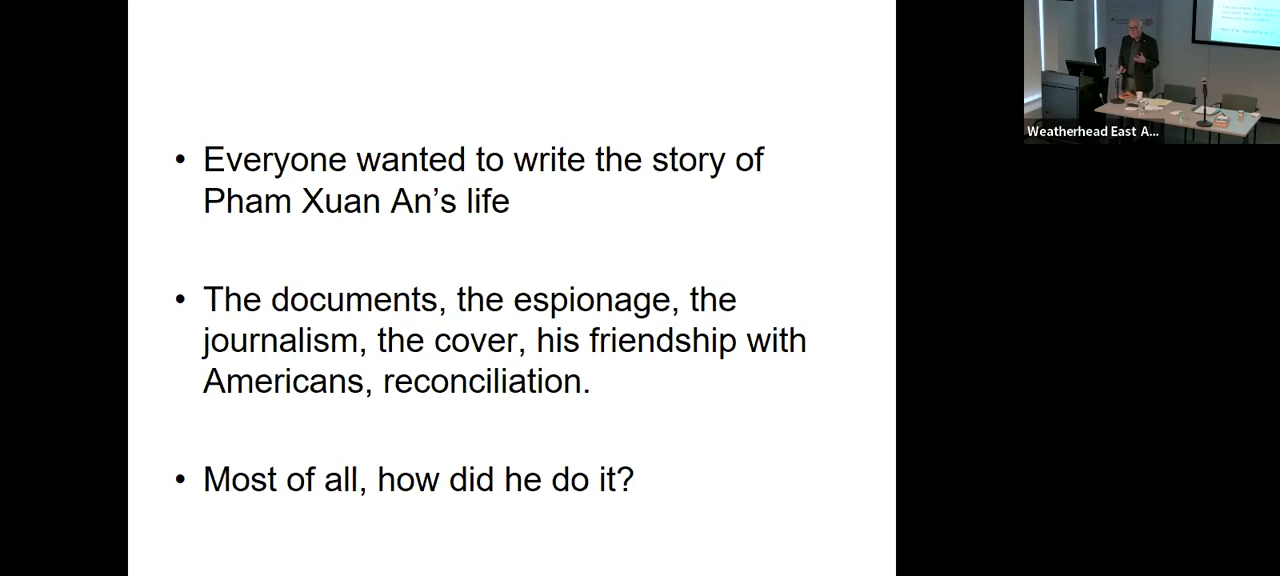 • Everyone wanted to write the story of
Pham Xuan An’s life
• The documents, the espionage, the
journalism, the cover, his friendship with
Americans, reconciliation.
• Most of all, how did he do it?
Weatherhead East A...